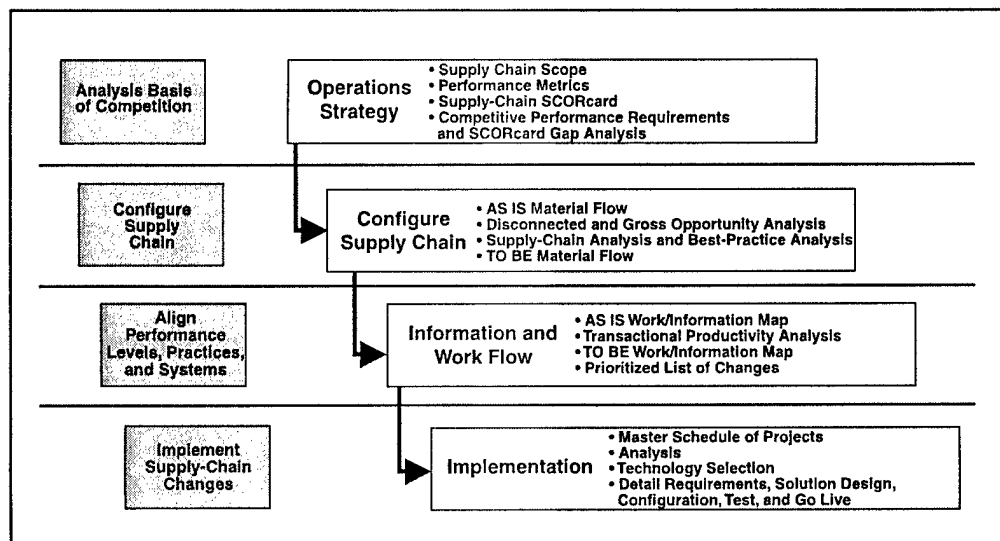 Analysis Basis
of Competition
Operations
Strategy
• Supply Chain Scope
• Performance Metrics
• Supply-Chain SCORcard
• Competitive Performance Requirements
and SCORcard Gap Analysis
Configure
Supply
Chain
Configure
Supply Chain
• AS IS Material Flow
• Disconnected and Gross Opportunity Analysis
• Supply-Chain Analysis and Best-Practice Analysis
• TO BE Material Flow
Align
Performance
Levels, Practices,
and Systems
Information and
Work Flow
• AS IS Work/Information Map
• Transactional Productivity Analysis
• TO BE Work/Information Map
• Prioritized List of Changes
Implement
Supply-Chain
Changes
Implementation
• Master Schedule of Projects
• Analysis
• Technology Selection
• Detail Requirements, Solution Design,
Configuration, Test, and Go Live